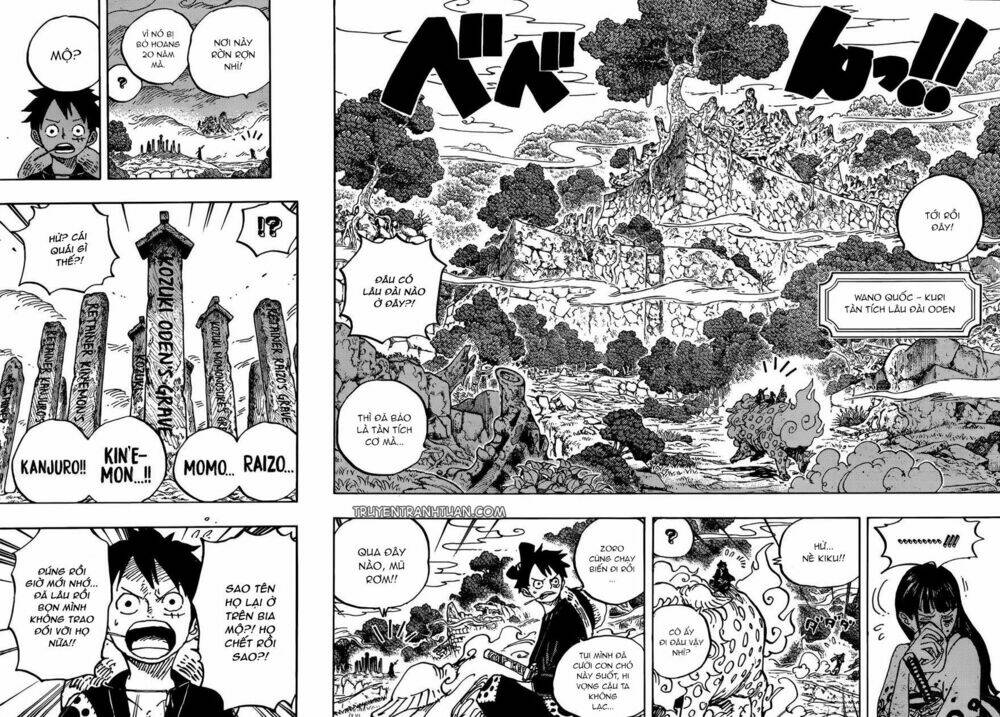 ベベ
ん
っ!!
TỚI RỒI
ĐÂY!
WANO QUỐC - KURI
TÀN TÍCH LÂU ĐÀI ODEN
ĐÂU CÓ
LÂU ĐÀI NÀO
Ở ĐÂY?!
THÌ ĐÃ BẢO
LÀ TÀN TÍCH
CƠ MÀ...
TRUYENTRANHTUAN.COM
..........!!!
HỬ...
NÈ KIKU!!
?
CÔ ẤY
ĐI ĐÂU VẬY
NHỈ?
ZORO
CŨNG CHẠY
BIẾN ĐI RỒI.
QUA ĐÂY
NÀO, MŨ
RƠM!!
TỤI MÌNH ĐÃ
CƯỠI CON CHÓ
NÀY SUỐT, HI
VỌNG CẬU TA
KHÔNG
LẠC...
NƠI NÀY
RỜN RỢN
NHỈ!
VÌ NÓ BỊ
BỎ HOANG
20 NĂM
MÀ.
?
MỘ?
!?
HỬ? CÁI
QUÁI GÌ
THẾ?!
RETAINER RAIZO'S GRAVE
KOZUKI MOMONOSUKE'S
KOZUKI ODEN'S GRAVE
RETAINER KIN'EMON'S
RETAINER KANJURO'S
RAIZO...
MOMO...
KIN'E-
MON...!!
KANJURO!!
SAO TÊN
HỌ LẠI Ở
TRÊN BIA
MỘ?! HỌ
CHẾT RỒI
SAO?!
ĐÚNG RỒI
GIỜ MỚI NHỚ...
ĐÃ LÂU RỒI
BỌN MÌNH
KHÔNG TRAO
ĐỔI VỚI HỌ
NỮA!!